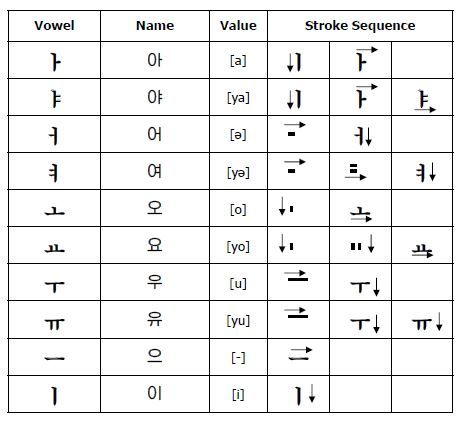 Vowel Name Value Stroke Sequence
ㅏ 아 [a] ㅣ ㅏ
ㅑ 야 [ya] ㅣ ㅏ ㅑ
ㅓ 어 [ə] - ㅓ
ㅕ 여 [yə] - = ㅕ
ㅗ 오 [o] ı ㅗ
ㅛ 요 [yo] ı ıı ㅛ
ㅜ 우 [u] ㅡ ㅜ
ㅠ 유 [yu] ㅡ ㅜ ㅠ
ㅡ 으 [-] ㅡ
ㅣ 이 [i] ㅣ